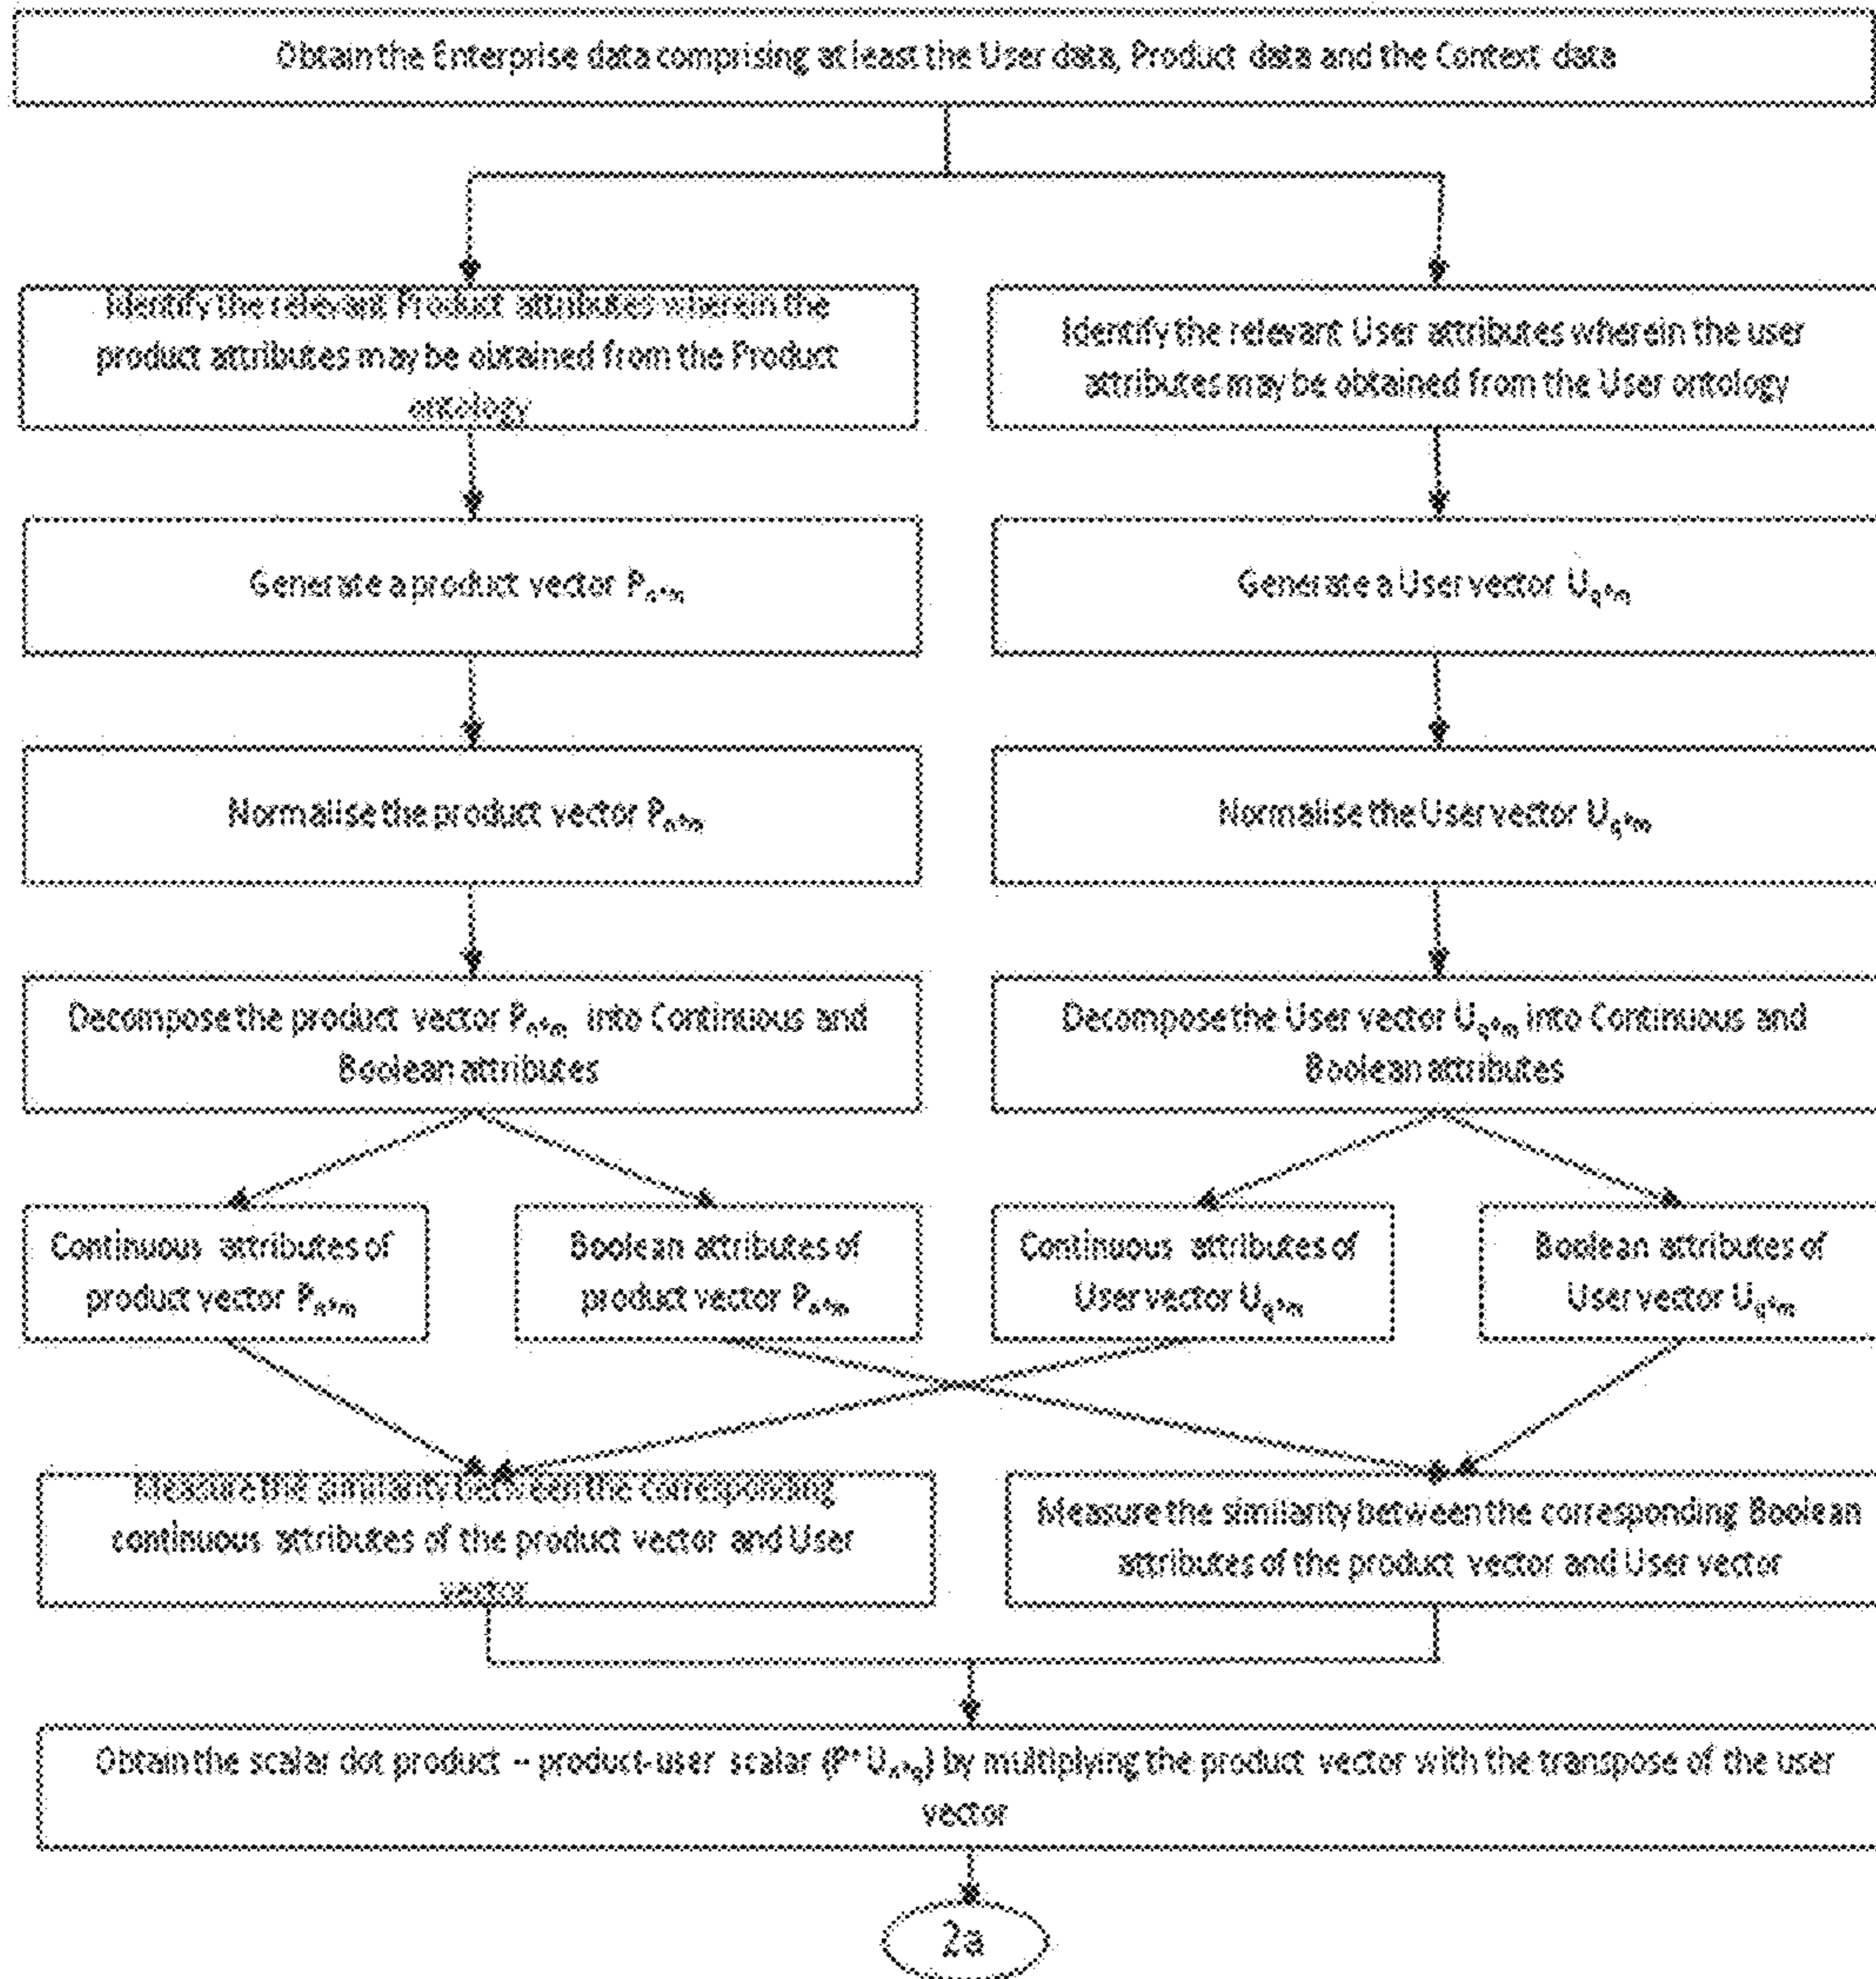 Obtain the Enterprise data comprising at least the User data, Product data and the Context data
Identify the relevant Product attributes wherein the
product attributes may be obtained from the Product
ontology
Identify the relevant User attributes wherein the user
attributes may be obtained from the User ontology
Generate a product vector Pn*m
Generate a User vector Uq*m
Normalise the product vector Pn*m
Normalise the User vector Uq*m
Decompose the product vector Pn*m into Continuous and
Boolean attributes
Decompose the User vector Uq*m into Continuous and
Boolean attributes
Continuous attributes of
product vector Pn*m
Boolean attributes of
product vector Pn*m
Continuous attributes of
User vector Uq*m
Boolean attributes of
User vector Uq*m
Measure the similarity between the corresponding
continuous attributes of the product vector and User
vector
Measure the similarity between the corresponding Boolean
attributes of the product vector and User vector
Obtain the scalar dot product – product-user scalar (P*Un*q) by multiplying the product vector with the transpose of the user
vector
2a